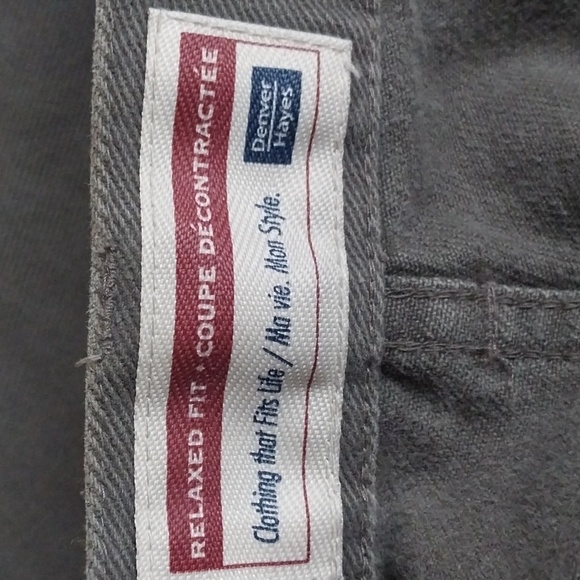 RELAXED FIT • COUPE DÉCONTRACTÉE
Clothing that Fits Life / Ma vie. Mon Style.
Denver
Hayes